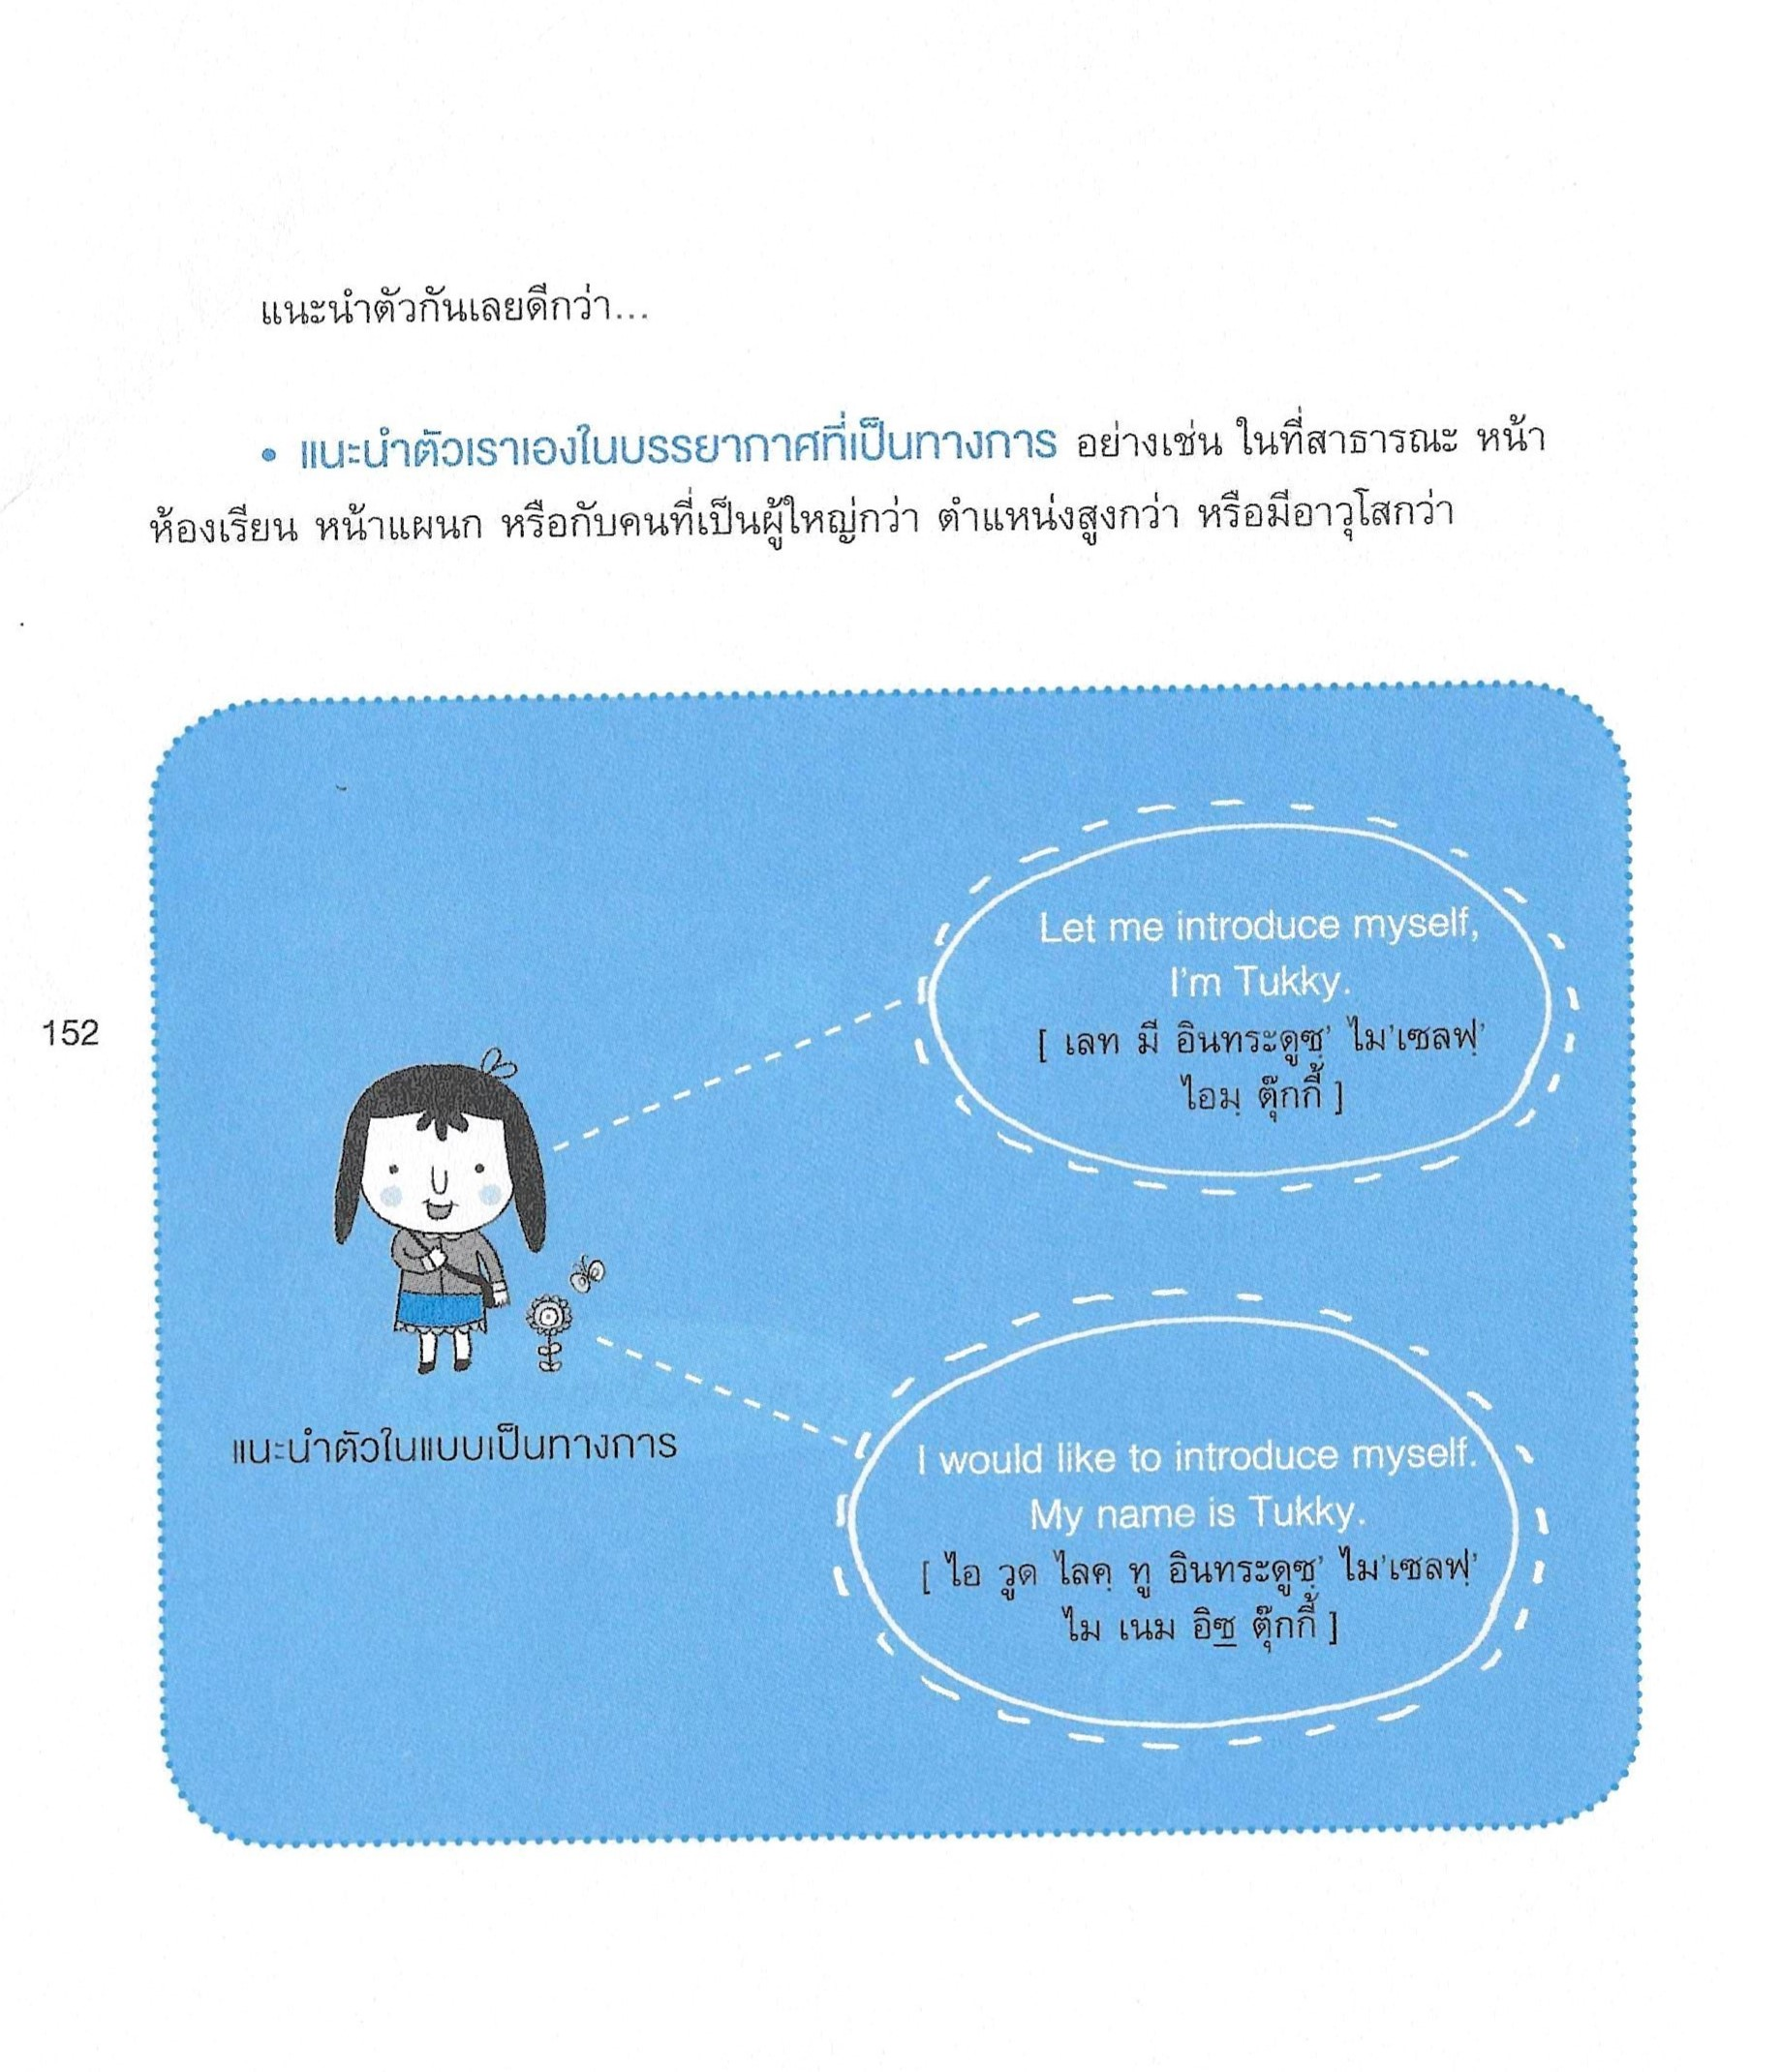 แนะนำตัวกันเลยดีกว่า...
• แนะนำตัวเราเองในบรรยากาศที่เป็นทางการ อย่างเช่น ในที่สาธารณะ หน้า
ห้องเรียน หน้าแผนก หรือกับคนที่เป็นผู้ใหญ่กว่า ตำแหน่งสูงกว่า หรือมีอาวุโสกว่า
Let me introduce myself,
I'm Tukky.
[ เลท มี อินทระดูซฺ' ไม'เซลฟฺ'
ไอมฺ ตุ๊กกี้ ]
152
แนะนำตัวในแบบเป็นทางการ
I would like to introduce myself.
My name is Tukky.
[ ไอ วูด ไลคฺ ทู อินทระดูซฺ' ไม'เซลฟฺ'
ไม เนม อิซ ตุ๊กกี้ ]